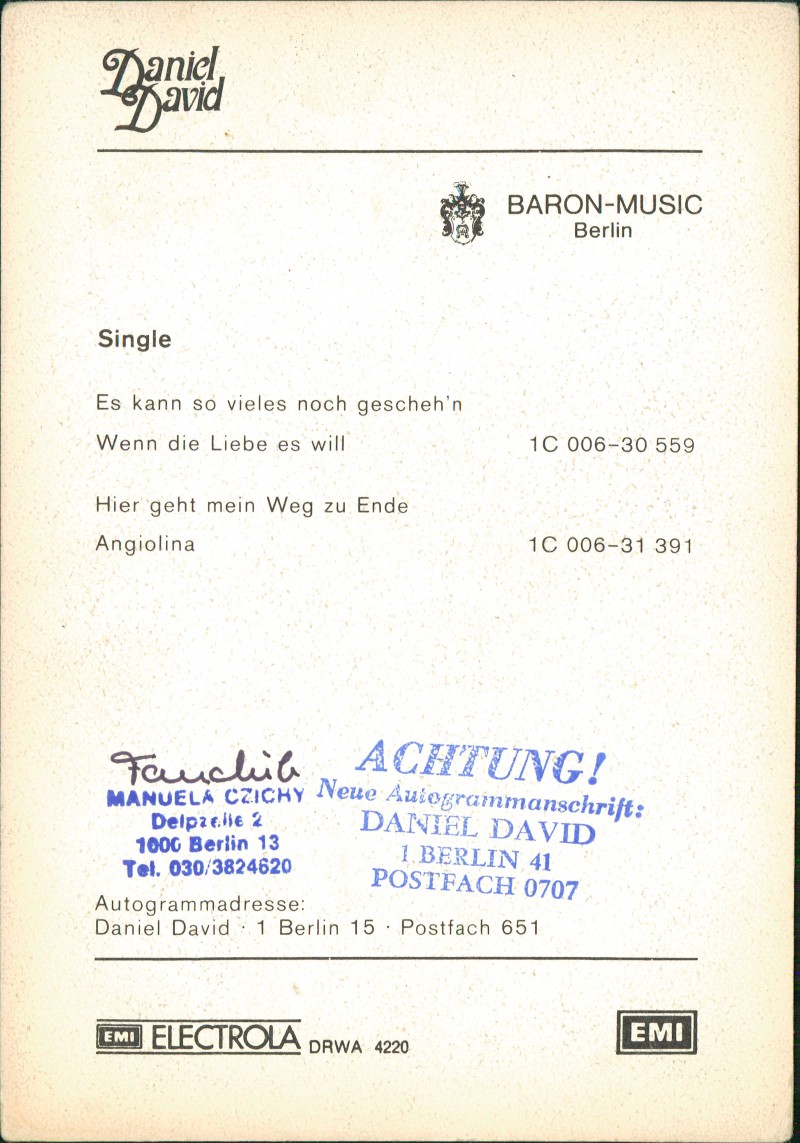 Daniel
David
BARON-MUSIC
Berlin
Single
Es kann so vieles noch gescheh'n
Wenn die Liebe es will 1C 006-30 559
Hier geht mein Weg zu Ende
Angiolina 1C 006-31 391
Fanclub
MANUELA CZICHY
2
1000 Berlin 13
Tel. 030/3824620
ACHTUNG!
Neue Autogrammanschrift:
DANIEL DAVID
1 BERLIN 41
POSTFACH 0707
Autogrammadresse:
Daniel David · 1 Berlin 15 · Postfach 651
EMI ELECTROLA DRWA 4220
EMI